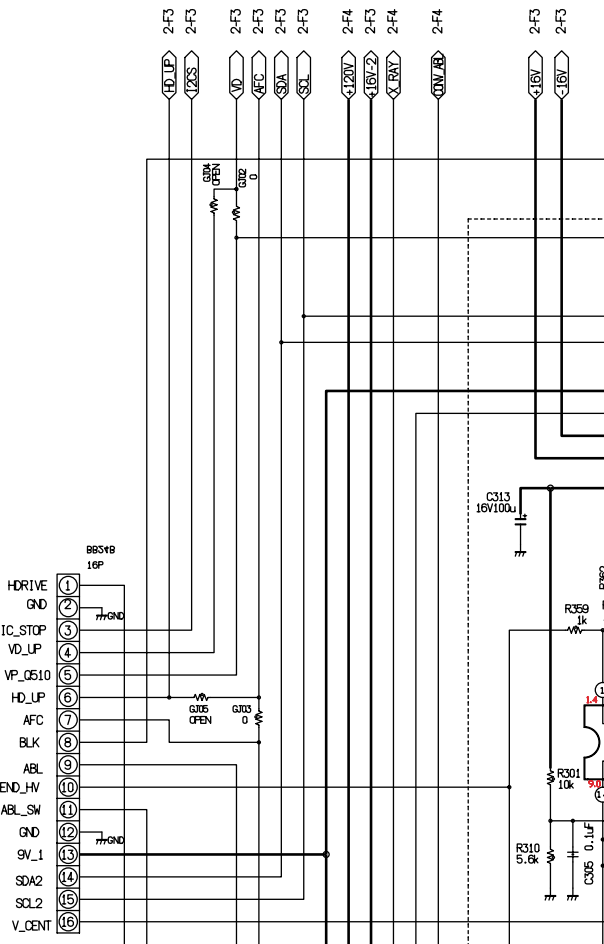 2-F3
2-F3
2-F3
2-F3
2-F3
2-F3
2-F4
2-F3
2-F4
2-F4
2-F3
2-F3
HD_UP
I2CS
VD
AFC
SDA
SCL
+120V
+16V-2
X_RAY
+16V
-16V
GJ04
OPEN
GJ02
0
C313
16V100u
16P
HDRIVE
1
GND
2
GND
IC_STOP
3
R359
1k
VD_UP
4
VP_Q510
5
HD_UP
6
GJ05
OPEN
GJ03
0
AFC
7
1.4
BLK
8
ABL
9
R301
10k
END_HV
10
9.0
ABL_SW
11
GND
12
GND
9V_1
13
R310
5.6k
C305
0.1uF
SDA2
14
SCL2
15
V_CENT
16